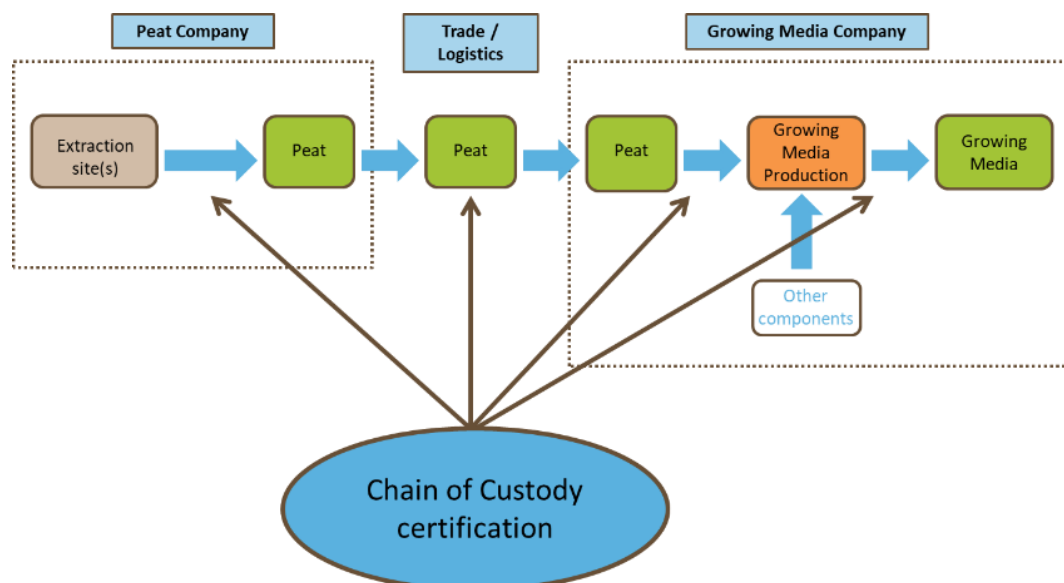 Peat Company
Trade /
Logistics
Growing Media Company
Extraction
site(s)
Peat
Peat
Peat
Growing
Media
Production
Growing
Media
Other
components
Chain of Custody
certification